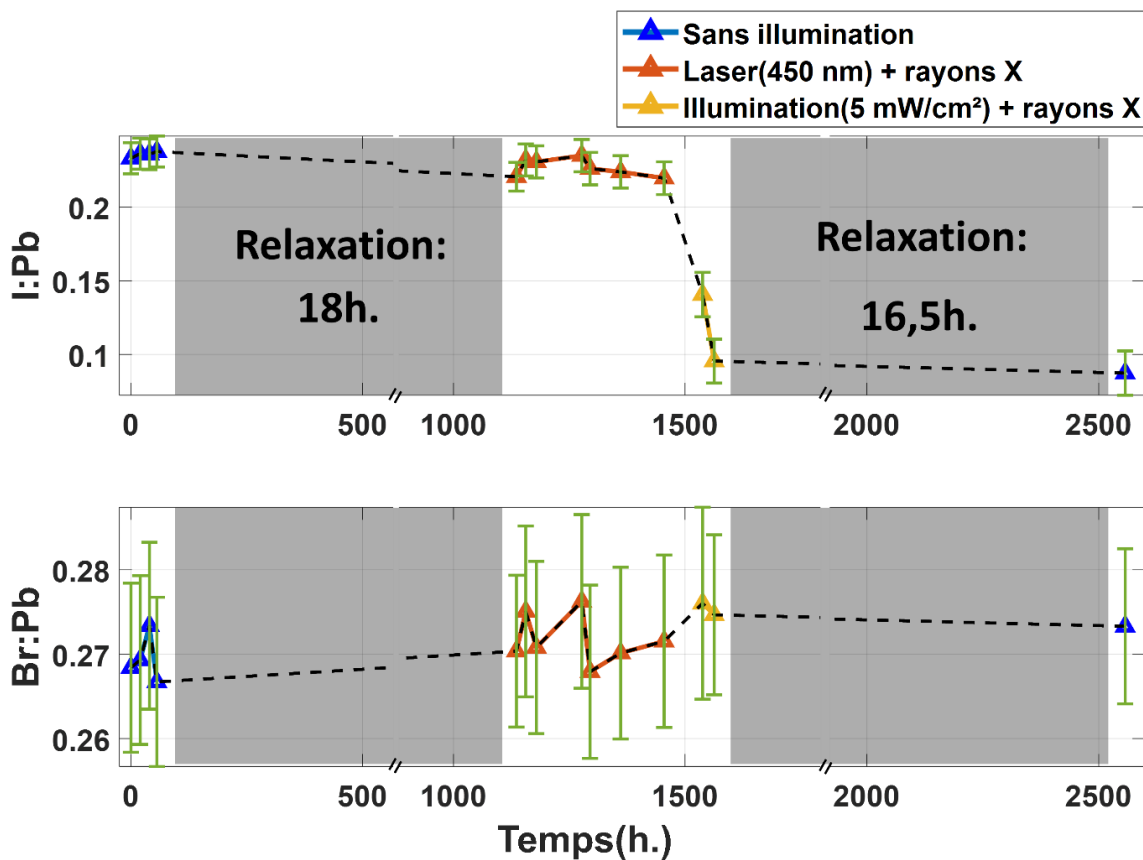 Sans illumination
Laser(450 nm) + rayons X
Illumination(5 mW/cm²) + rayons X
I:Pb
0.2
0.15
0.1
Relaxation:
18h.
Relaxation:
16,5h.
0 500 1000 1500 2000 2500
//
//
Br:Pb
0.28
0.27
0.26
0 500 1000 1500 2000 2500
//
//
Temps(h.)